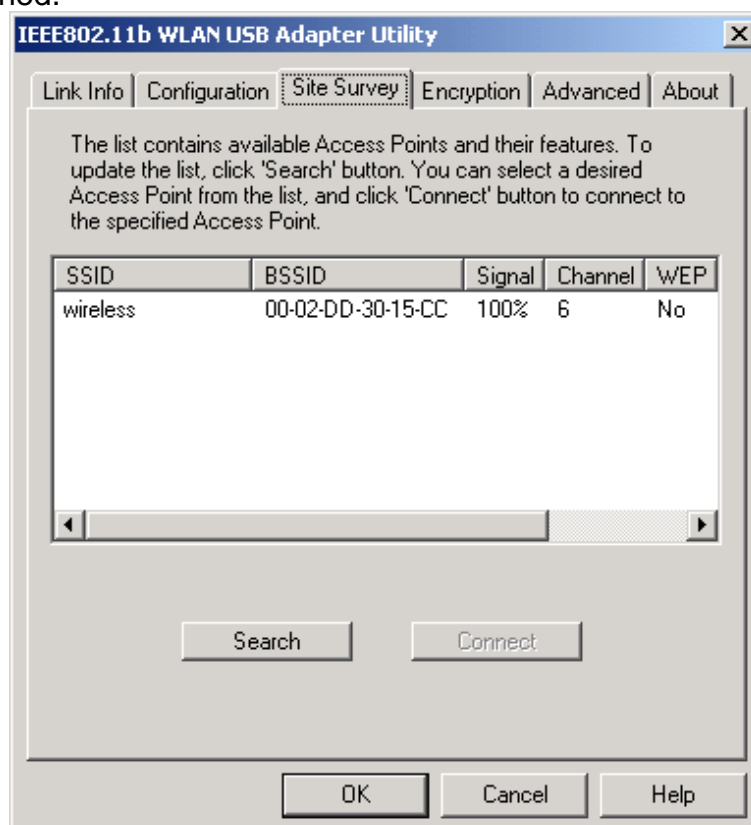 IEEE802.11b WLAN USB Adapter Utility
Link Info Configuration Site Survey Encryption Advanced About
The list contains available Access Points and their features. To
update the list, click 'Search' button. You can select a desired
Access Point from the list, and click 'Connect' button to connect to
the specified Access Point.
SSID BSSID Signal Channel WEP
wireless 00-02-DD-30-15-CC 100% 6 No
Search Connect
OK Cancel Help